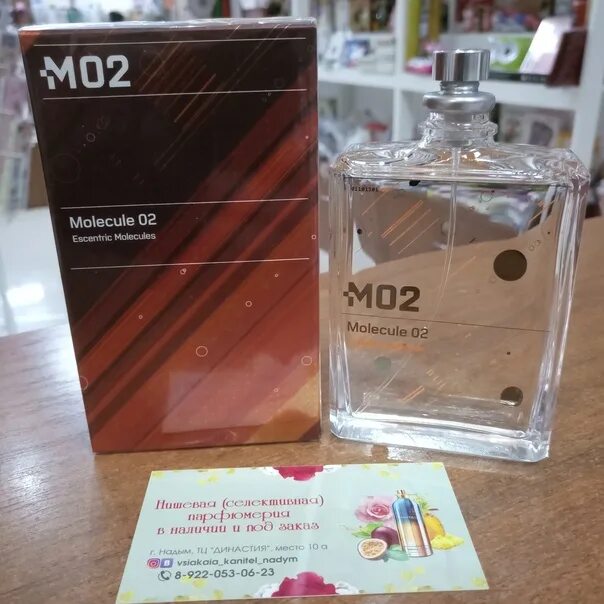 M02
Molecule 02
Escentric Molecules
01101101
M02
Molecule 02
Нишевая (селективная)
парфюмерия
в наличии и под заказ
г. Надым, ТЦ "ДИНАСТИЯ", место 10 а
vsiakaia_kanitel_nadym
8-922-053-06-23